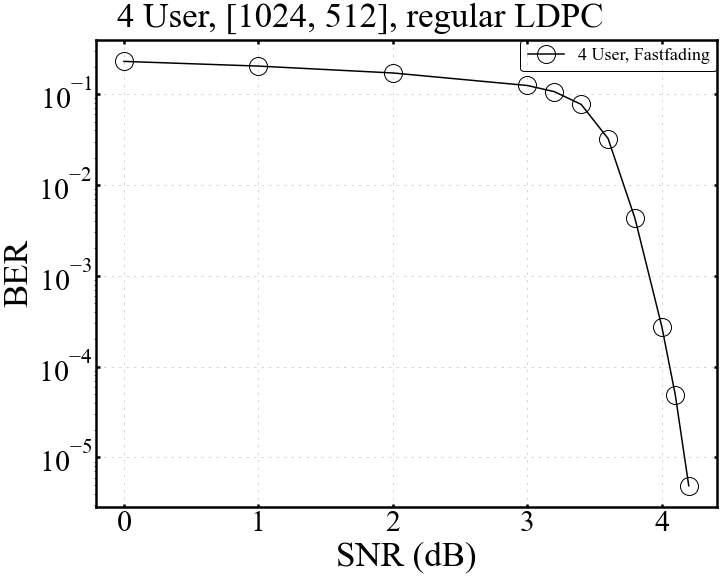 4 User, [1024, 512], regular LDPC
4 User, Fastfading
BER
10⁻¹
10⁻²
10⁻³
10⁻⁴
10⁻⁵
0 1 2 3 4
SNR (dB)